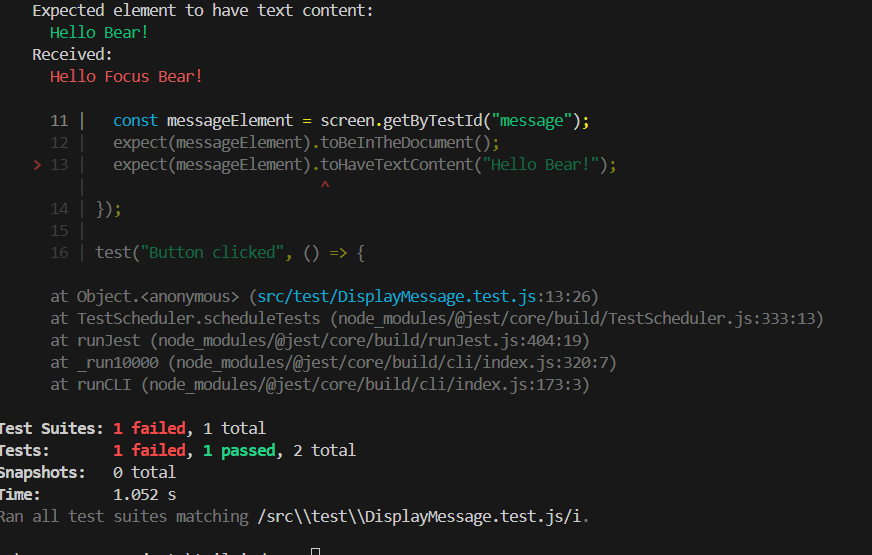 Expected element to have text content:
Hello Bear!
Received:
Hello Focus Bear!
11 | const messageElement = screen.getByTestId("message");
12 | expect(messageElement).toBeInTheDocument();
> 13 | expect(messageElement).toHaveTextContent("Hello Bear!");
| ^
14 | });
15 |
16 | test("Button clicked", () => {
at Object.<anonymous> (src/test/DisplayMessage.test.js:13:26)
at TestScheduler.scheduleTests (node_modules/@jest/core/build/TestScheduler.js:333:13)
at runJest (node_modules/@jest/core/build/runJest.js:404:19)
at _run10000 (node_modules/@jest/core/build/cli/index.js:320:7)
at runCLI (node_modules/@jest/core/build/cli/index.js:173:3)
Test Suites: 1 failed, 1 total
Tests: 1 failed, 1 passed, 2 total
Snapshots: 0 total
Time: 1.052 s
Ran all test suites matching /src\\test\\DisplayMessage.test.js/i.